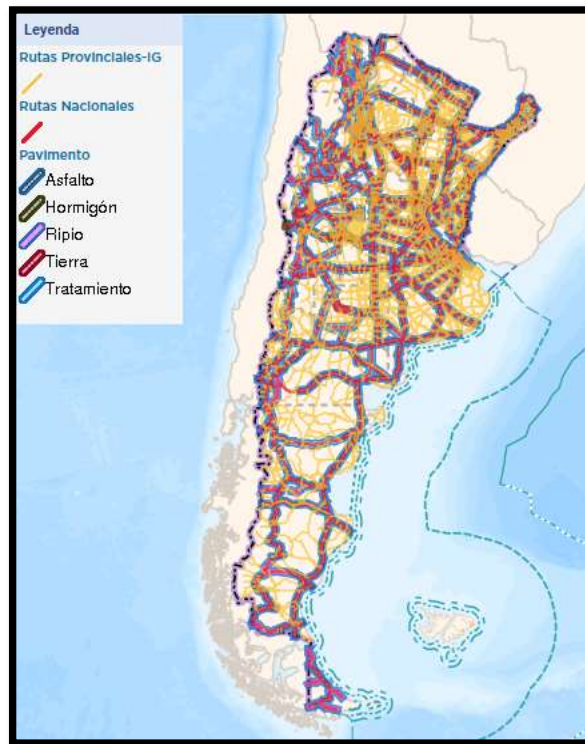 Leyenda
Rutas Provinciales-IG
Rutas Nacionales
Pavimento
Asfalto
Hormigón
Ripio
Tierra
Tratamiento